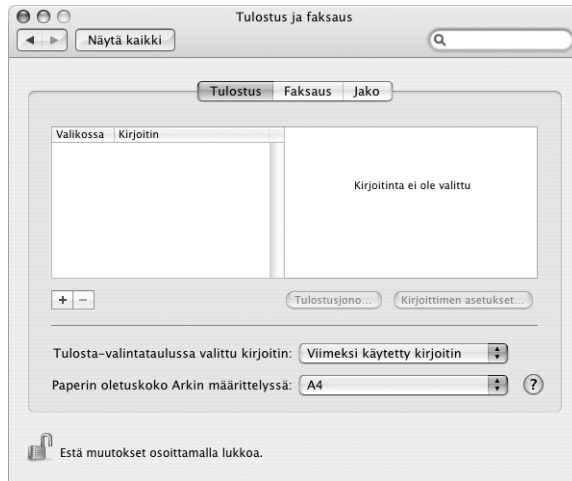 Tulostus ja faksaus
Näytä kaikki
Tulostus Faksaus Jako
Valikossa Kirjoitin
Kirjoitinta ei ole valittu
+ −
Tulostusjono... Kirjoittimen asetukset...
Tulosta-valintataulussa valittu kirjoitin: Viimeksi käytetty kirjoitin
Paperin oletuskoko Arkin määrittelyssä: A4 ?
Estä muutokset osoittamalla lukkoa.